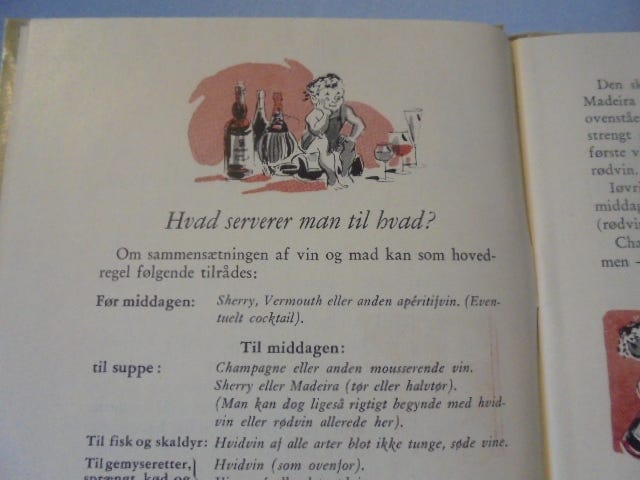 Hvad serverer man til hvad?
Om sammensætningen af vin og mad kan som hoved-
regel følgende tilrådes:
Før middagen: Sherry, Vermouth eller anden apéritifvin. (Even-
tuelt cocktail).
Til middagen:
til suppe: Champagne eller anden mousserende vin.
Sherry eller Madeira (tør eller halvtør).
(Man kan dog ligeså rigtigt begynde med hvid-
vin eller rødvin allerede her).
Til fisk og skaldyr: Hvidvin af alle arter blot ikke tunge, søde vine.
Til gemyseretter, Hvidvin (som ovenfor).
sprængt kød og
Den
Madeira
ovenstå
strengt
første v
rødvin.
Iøvri
middag
(rødvi
Cha
men –